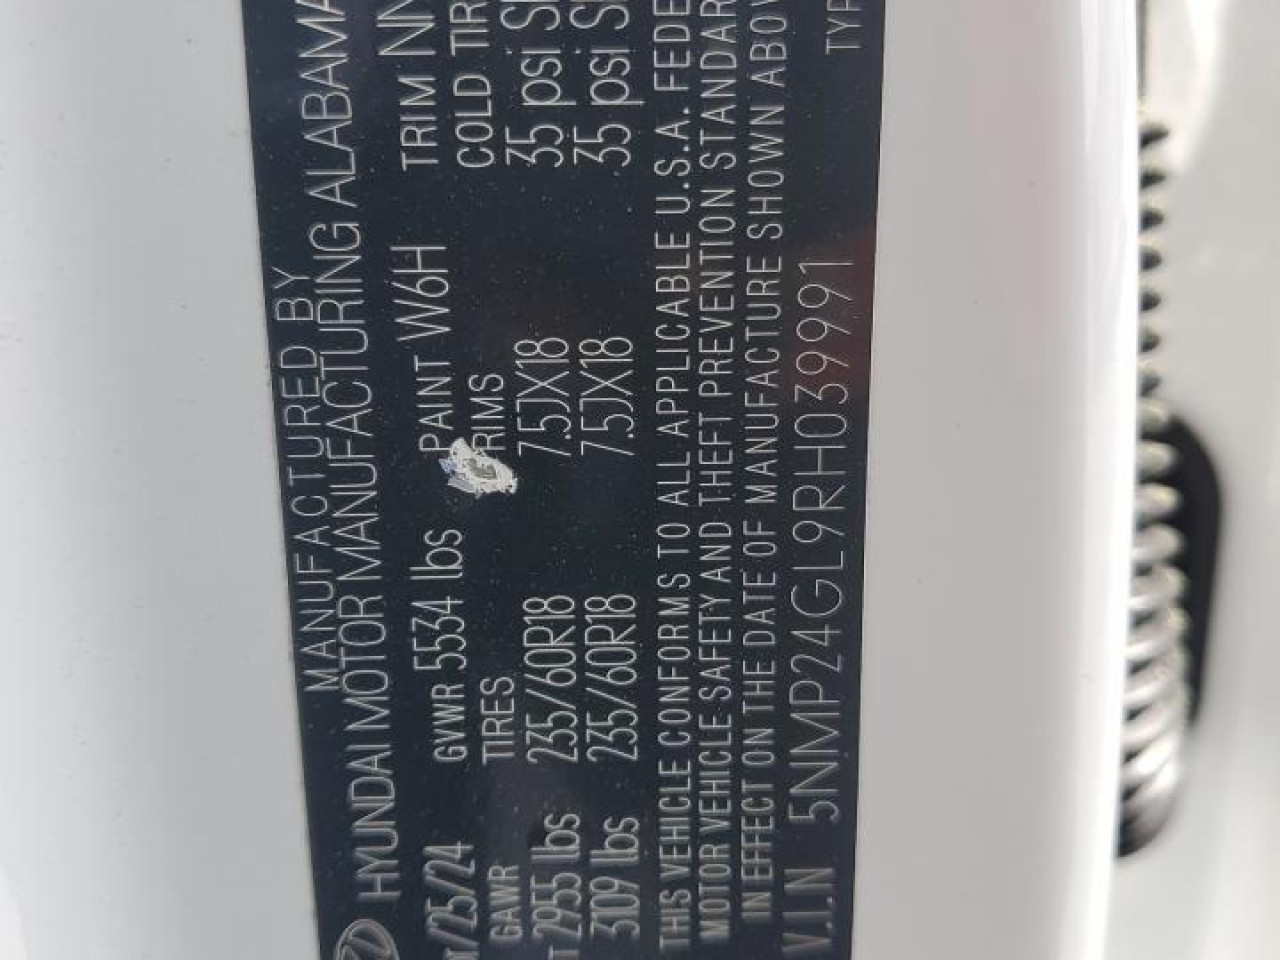 MANUFACTURED BY
HYUNDAI MOTOR MANUFACTURING ALABAMA
/25/24 GVWR 5534 lbs PAINT W6H TRIM NN
GAWR TIRES RIMS COLD TIR
2955 lbs 235/60R18 7.5JX18 35 psi
3109 lbs 235/60R18 7.5JX18 35 psi
THIS VEHICLE CONFORMS TO ALL APPLICABLE U.S.A. FEDE
MOTOR VEHICLE SAFETY AND THEFT PREVENTION STANDAR
IN EFFECT ON THE DATE OF MANUFACTURE SHOWN ABOV
V.I.N 5NMP24GL9RH039991 TYP